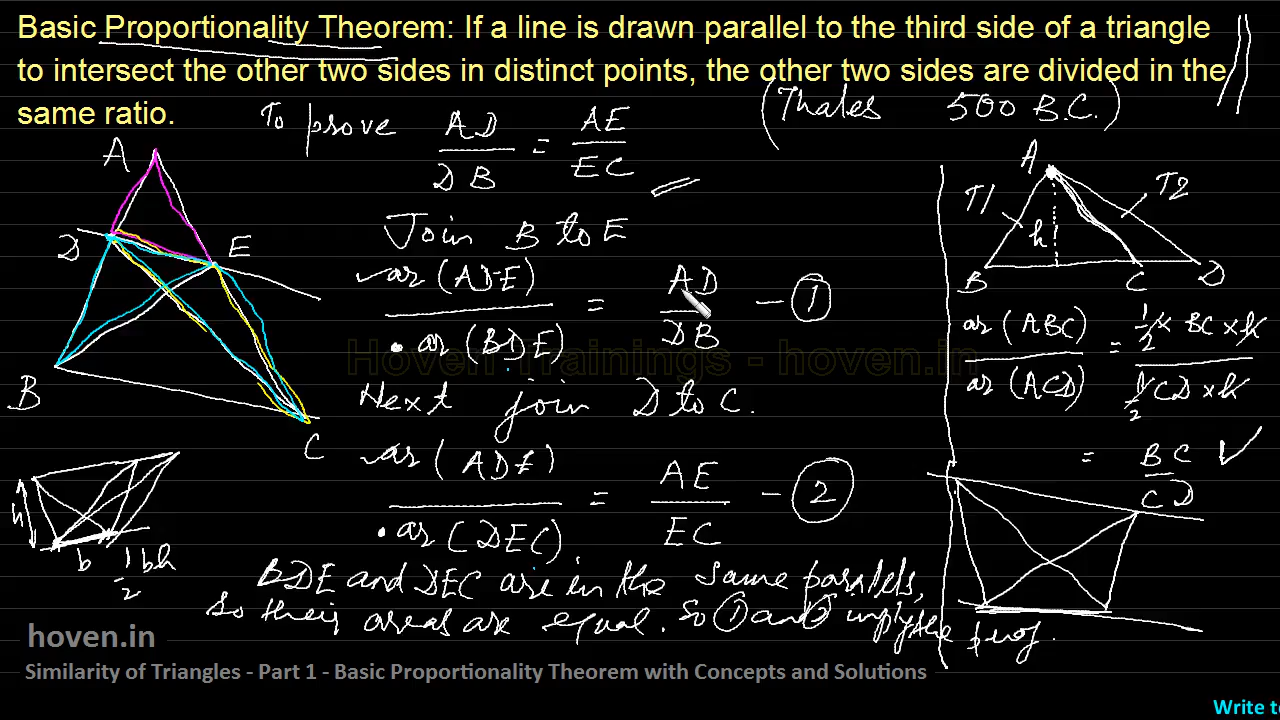 Basic Proportionality Theorem: If a line is drawn parallel to the third side of a triangle
to intersect the other two sides in distinct points, the other two sides are divided in the
same ratio.
(Thales 500 B.C.)
To prove AD/DB = AE/EC
A
D
E
B
C
Join B to E
ar (ADE)/ar (BDE) = AD/DB - 1
Hoven Trainings - hoven.in
Next join D to C.
ar (ADE)/ar (DEC) = AE/EC - 2
BDE and DEC are in the same parallels,
So their areas are equal. So 1 and 2 imply the proof.
h
b
1/2 bh
A
T1
T2
h
B
C
D
ar (ABC)/ar (ACD) = 1/2 × BC × h / 1/2 CD × h
= BC/CD
hoven.in
Similarity of Triangles - Part 1 - Basic Proportionality Theorem with Concepts and Solutions
Write t